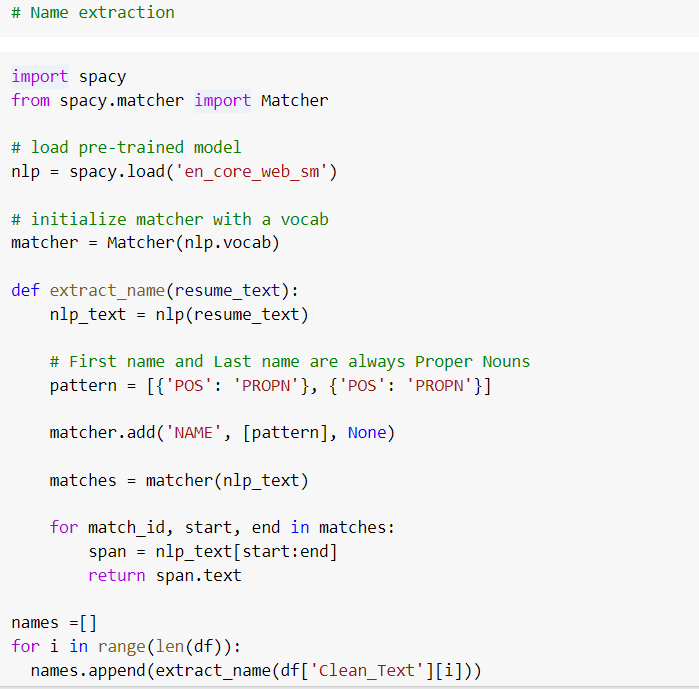 # Name extraction
import spacy
from spacy.matcher import Matcher
# load pre-trained model
nlp = spacy.load('en_core_web_sm')
# initialize matcher with a vocab
matcher = Matcher(nlp.vocab)
def extract_name(resume_text):
    nlp_text = nlp(resume_text)
    # First name and Last name are always Proper Nouns
    pattern = [{'POS': 'PROPN'}, {'POS': 'PROPN'}]
    matcher.add('NAME', [pattern], None)
    matches = matcher(nlp_text)
    for match_id, start, end in matches:
        span = nlp_text[start:end]
        return span.text
names =[]
for i in range(len(df)):
  names.append(extract_name(df['Clean_Text'][i]))